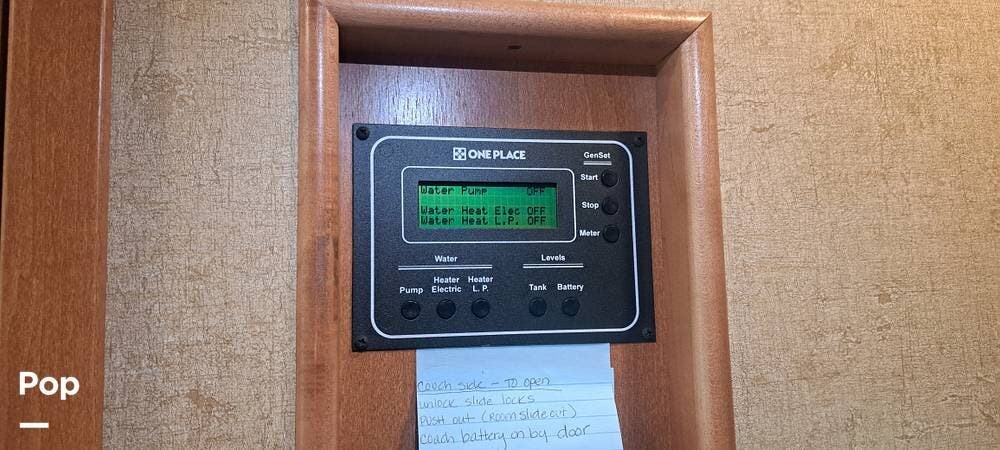 ONE PLACE
GenSet
Start
Stop
Meter
Water Pump OFF
Water Heat Elec OFF
Water Heat L.P. OFF
Water
Levels
Pump
Heater Electric
Heater L. P.
Tank
Battery
Couch side - To open
unlock slide locks
PUSH out (Room slide out)
Coach battery on by door
Pop